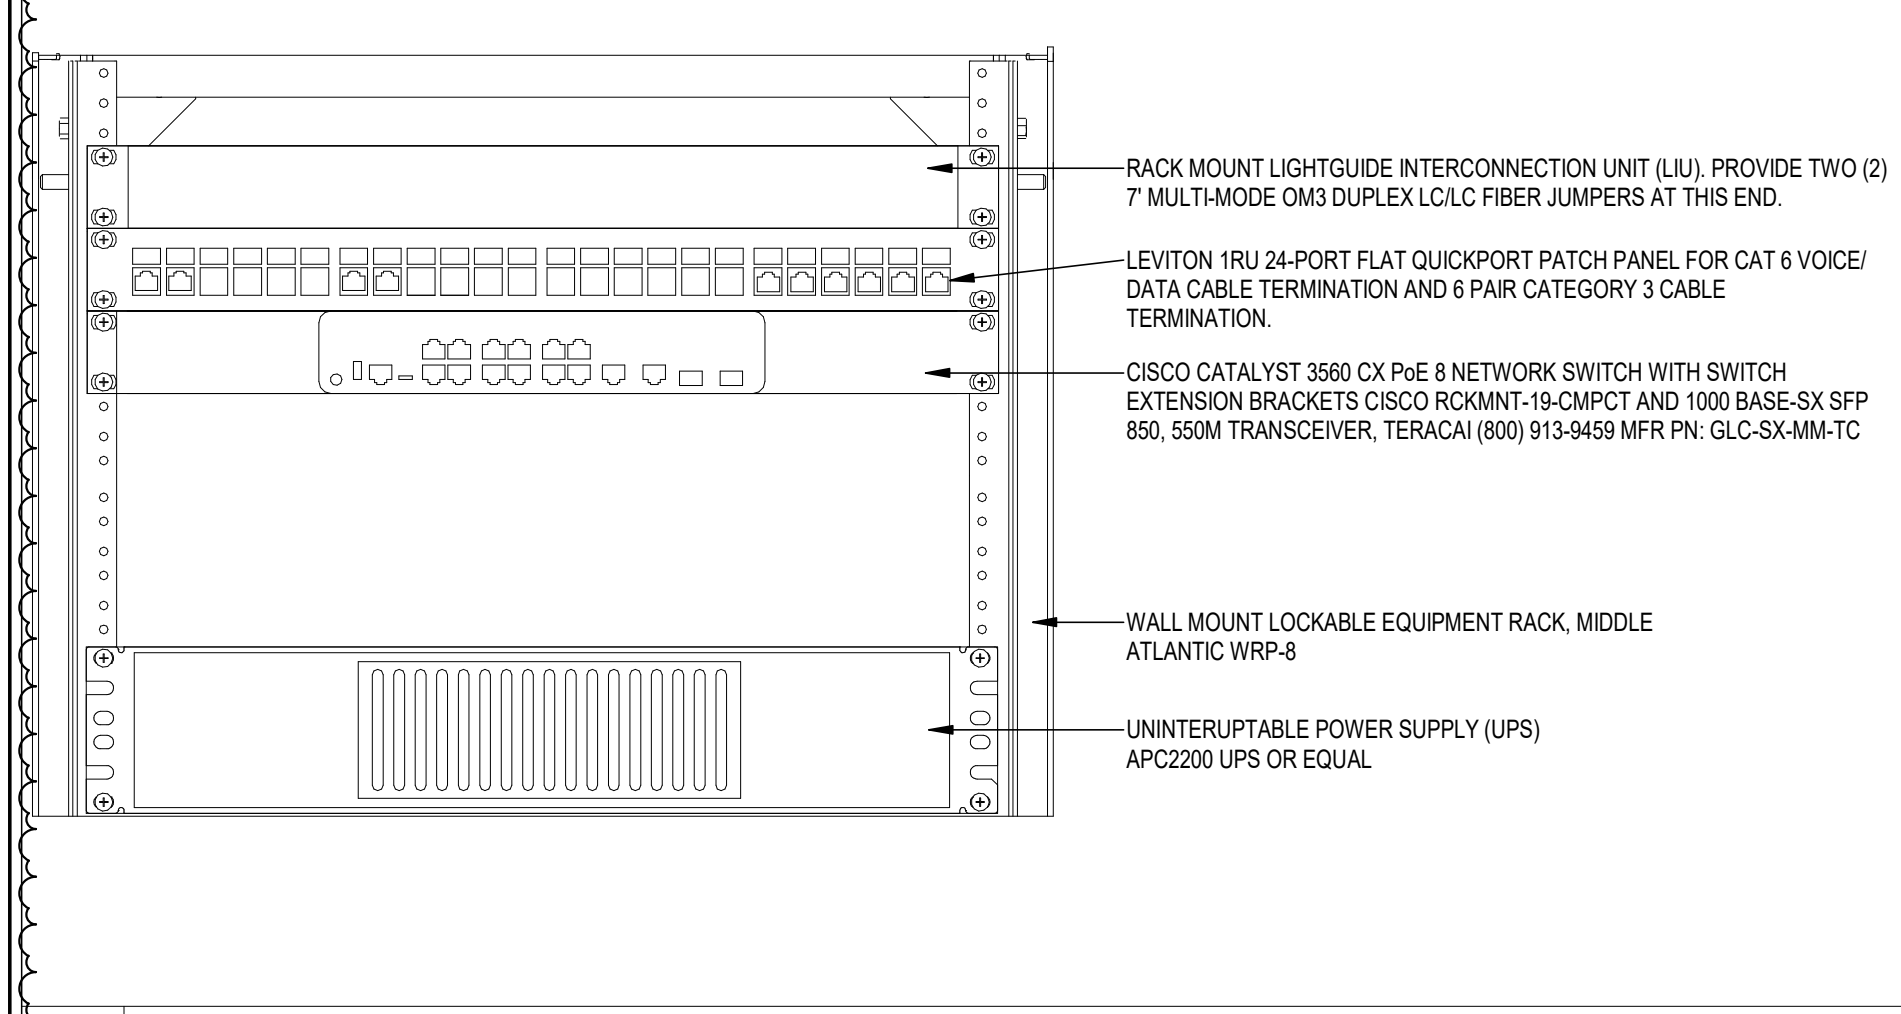 RACK MOUNT LIGHTGUIDE INTERCONNECTION UNIT (LIU). PROVIDE TWO (2)
7' MULTI-MODE OM3 DUPLEX LC/LC FIBER JUMPERS AT THIS END.
LEVITON 1RU 24-PORT FLAT QUICKPORT PATCH PANEL FOR CAT 6 VOICE/
DATA CABLE TERMINATION AND 6 PAIR CATEGORY 3 CABLE
TERMINATION.
CISCO CATALYST 3560 CX PoE 8 NETWORK SWITCH WITH SWITCH
EXTENSION BRACKETS CISCO RCKMNT-19-CMPCT AND 1000 BASE-SX SFP
850, 550M TRANSCEIVER, TERACAI (800) 913-9459 MFR PN: GLC-SX-MM-TC
WALL MOUNT LOCKABLE EQUIPMENT RACK, MIDDLE
ATLANTIC WRP-8
UNINTERUPTABLE POWER SUPPLY (UPS)
APC2200 UPS OR EQUAL